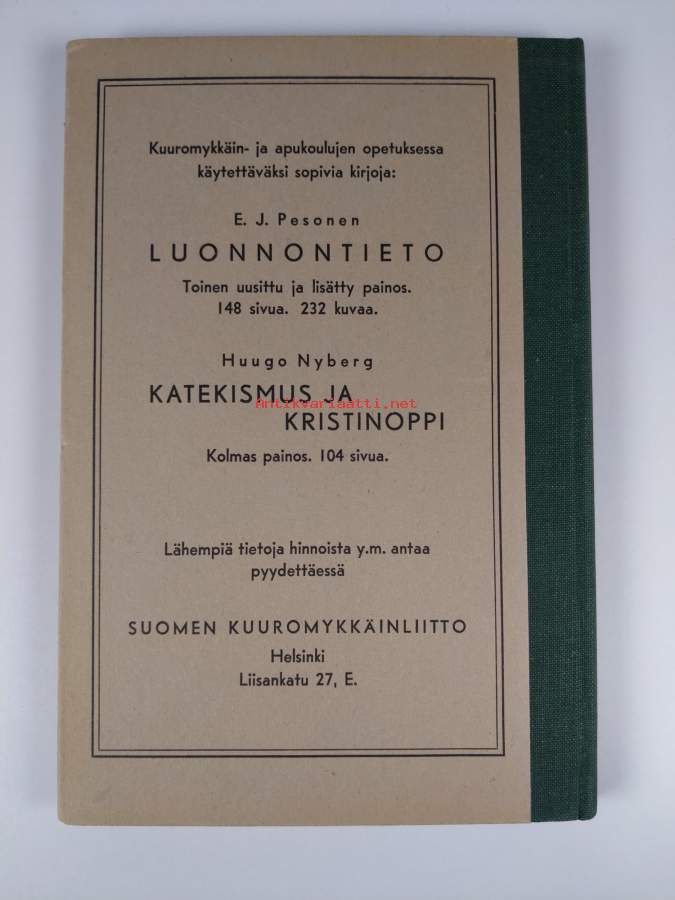 Kuuromykkäin- ja apukoulujen opetuksessa
käytettäväksi sopivia kirjoja:
E. J. Pesonen
LUONNONTIETO
Toinen uusittu ja lisätty painos.
148 sivua. 232 kuvaa.
Huugo Nyberg
KATEKISMUS JA
Antikvariaatti.net
KRISTINOPPI
Kolmas painos. 104 sivua.
Lähempiä tietoja hinnoista y.m. antaa
pyydettäessä
SUOMEN KUUROMYKKÄINLIITTO
Helsinki
Liisankatu 27, E.